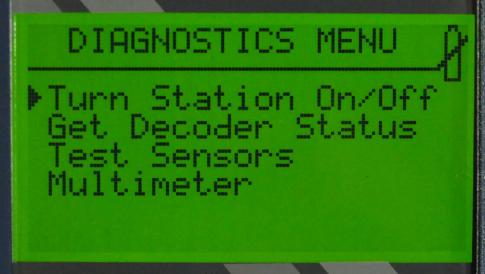 DIAGNOSTICS MENU
Turn Station On/Off
Get Decoder Status
Test Sensors
Multimeter